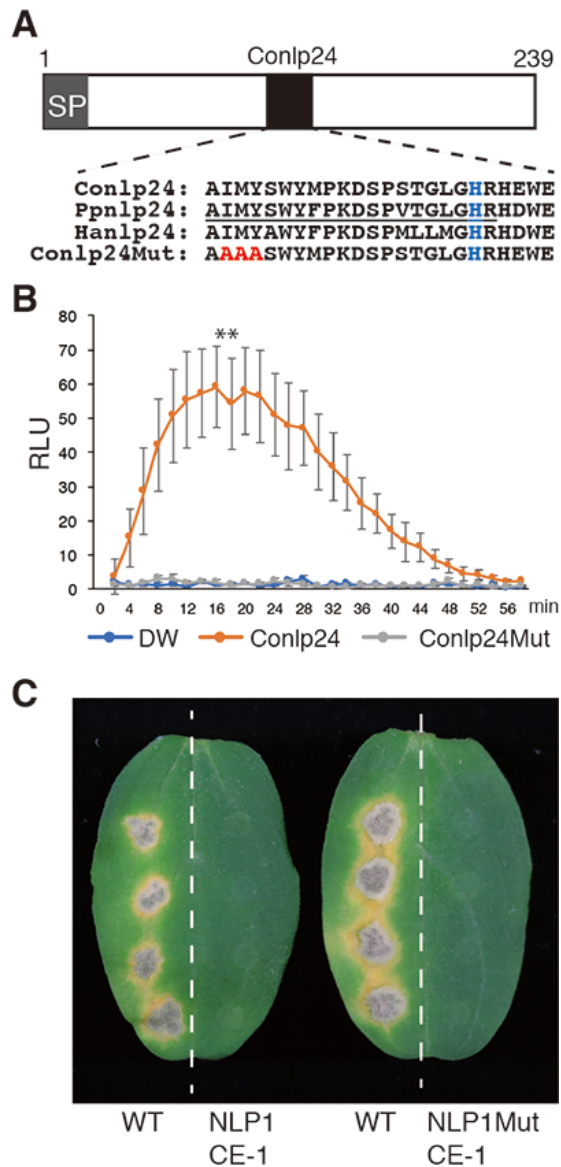 A
1 Conlp24 239
SP
Conlp24: AIMYSWYMPKDSPSTGLGHRHEWE
Ppnlp24: AIMYSWYFPKDSPVTGLGHRHDWE
Hanlp24: AIMYAWYFPKDSPMLLMGHRHDWE
Conlp24Mut: AAAASWYMPKDSPSTGLGHRHEWE
B
80
70
60
50
40
30
20
10
0
RLU
**
0 4 8 12 16 20 24 28 32 36 40 44 48 52 56 min
DW Conlp24 Conlp24Mut
C
WT NLP1 WT NLP1Mut
CE-1 CE-1